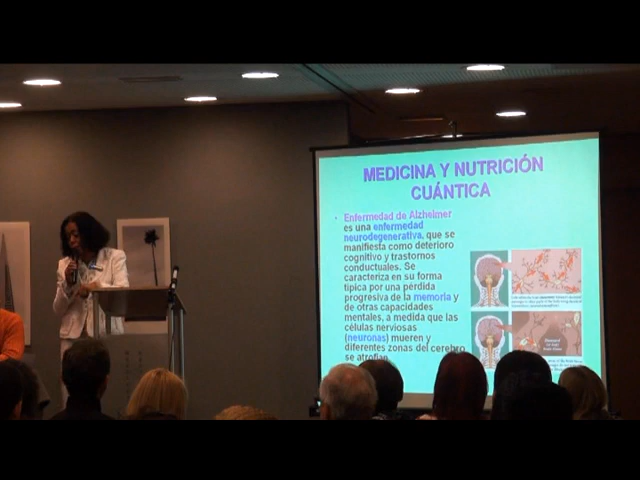 MEDICINA Y NUTRICIÓN
CUÁNTICA
• Enfermedad de Alzheimer
es una enfermedad
neurodegenerativa, que se
manifiesta como deterioro
cognitivo y trastornos
conductuales. Se
caracteriza en su forma
típica por una pérdida
progresiva de la memoria y
de otras capacidades
mentales, a medida que las
células nerviosas
(neuronas) mueren y
diferentes zonas del cerebro
se atrofian.